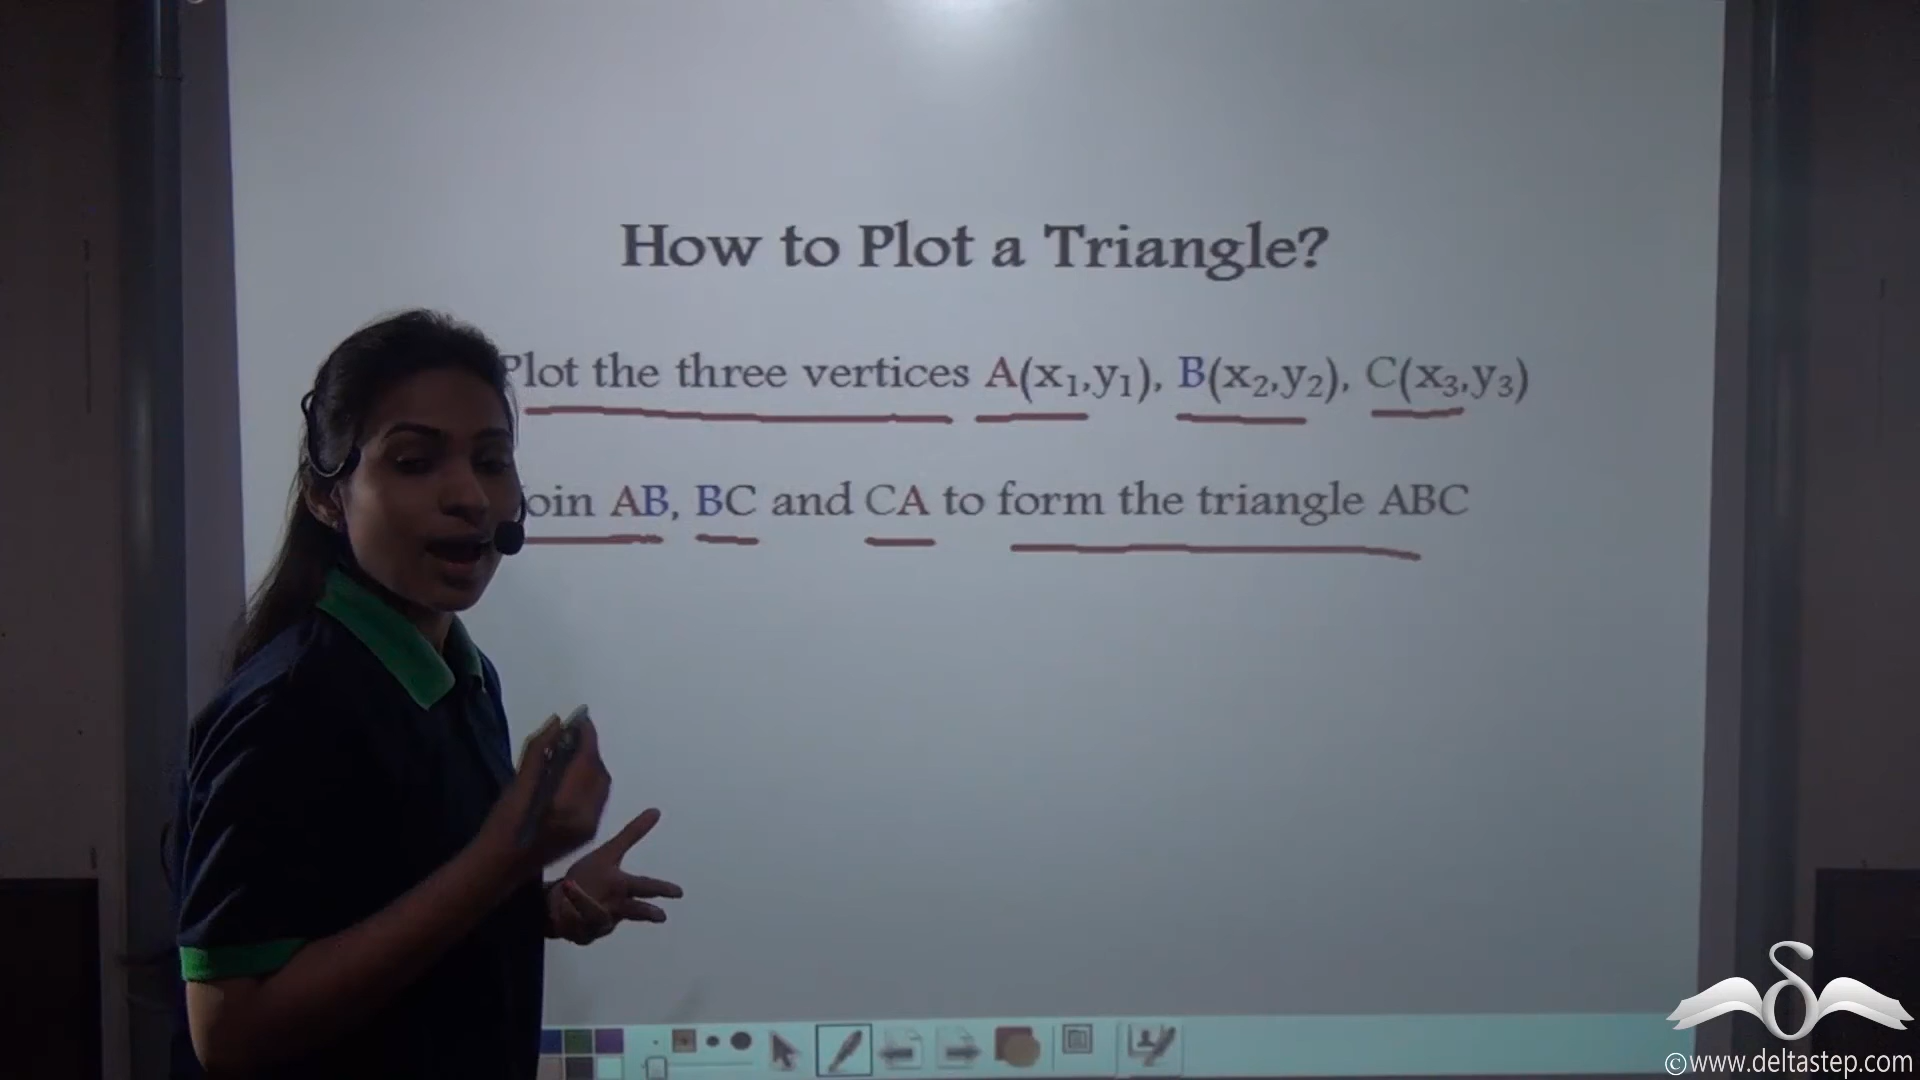 How to Plot a Triangle?
Plot the three vertices A(x₁,y₁), B(x₂,y₂), C(x₃,y₃)
oin AB, BC and CA to form the triangle ABC
©www.deltastep.com